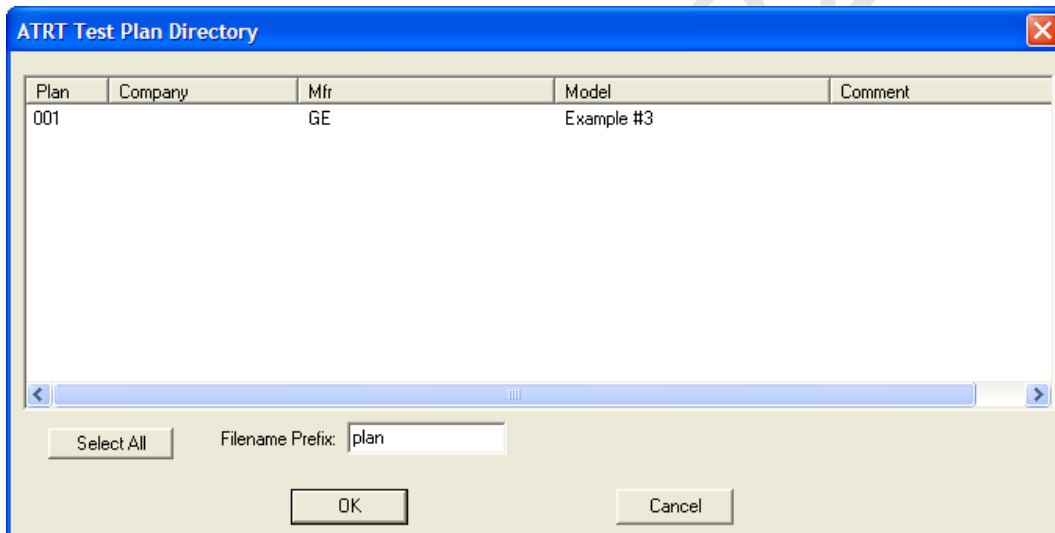 ATRT Test Plan Directory
Plan Company Mfr Model Comment
001 GE Example #3
Select All Filename Prefix: plan
OK Cancel